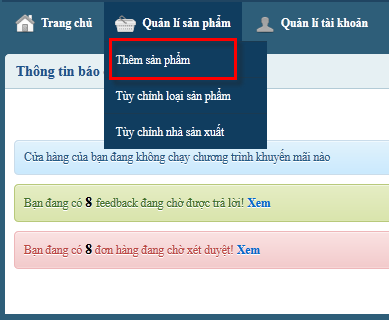 Trang chủ
Quản lí sản phẩm
Quản lí tài khoản
Thêm sản phẩm
Thông tin báo
Tùy chỉnh loại sản phẩm
Tùy chỉnh nhà sản xuất
Cửa hàng của bạn đang không chạy chương trình khuyến mãi nào
Bạn đang có 8 feedback đang chờ được trả lời! Xem
Bạn đang có 8 đơn hàng đang chờ xét duyệt! Xem